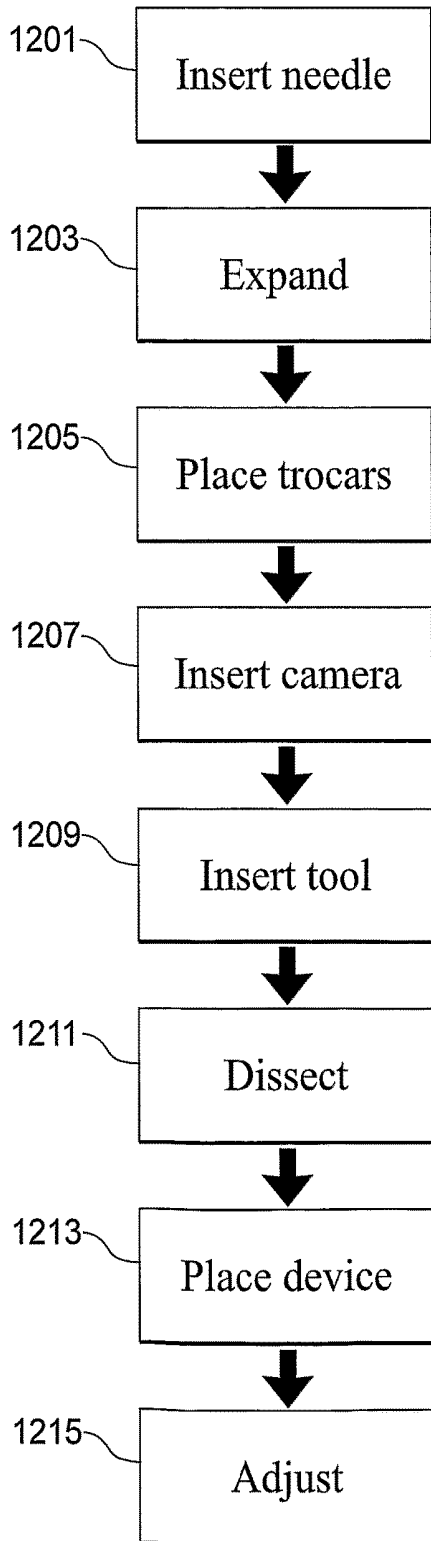 1201
Insert needle
1203
Expand
1205
Place trocars
1207
Insert camera
1209
Insert tool
1211
Dissect
1213
Place device
1215
Adjust